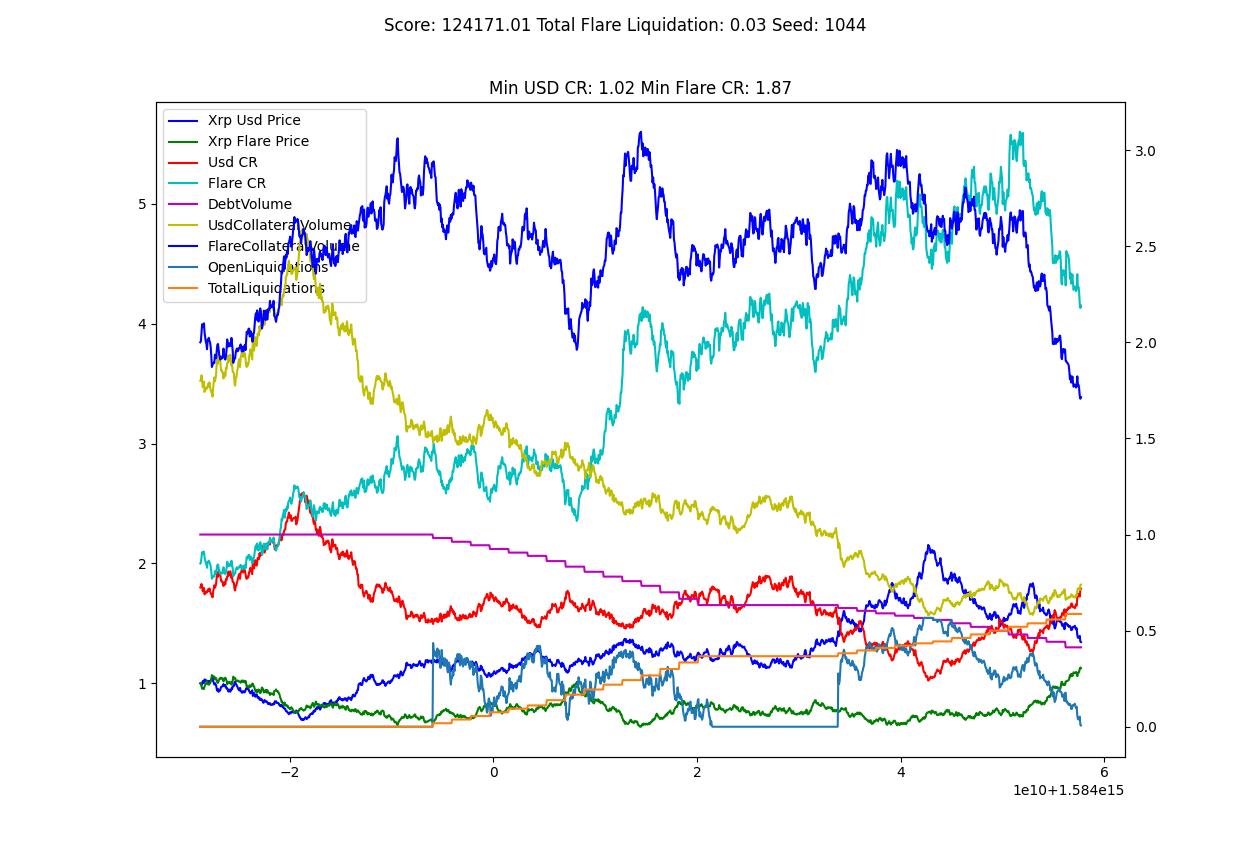 Score: 124171.01 Total Flare Liquidation: 0.03 Seed: 1044
Min USD CR: 1.02 Min Flare CR: 1.87
Xrp Usd Price
Xrp Flare Price
Usd CR
Flare CR
DebtVolume
UsdCollateralVolume
FlareCollateralVolume
OpenLiquidations
TotalLiquidations
5
4
3
2
1
3.0
2.5
2.0
1.5
1.0
0.5
0.0
−2
0
2
4
6
1e10+1.584e15